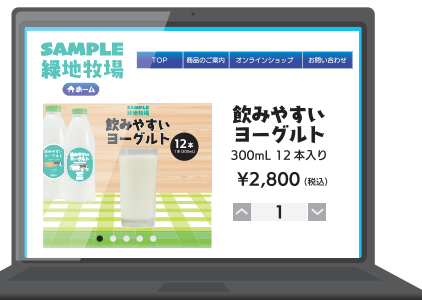 SAMPLE
緑地牧場
ホーム
TOP 商品のご案内 オンラインショップ お問い合わせ
SAMPLE
緑地牧場
飲みやすい
ヨーグルト
12本
飲みやすい
ヨーグルト
300mL 12本入り
¥2,800(税込)
1